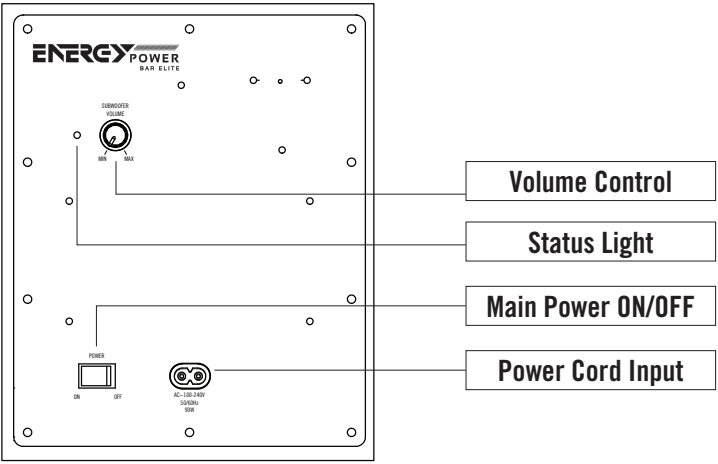 ENERGY POWER
BAR ELITE
SUBWOOFER
VOLUME
MIN MAX
Volume Control
Status Light
Main Power ON/OFF
POWER
ON OFF
Power Cord Input
AC~100-240V
50/60Hz
90W